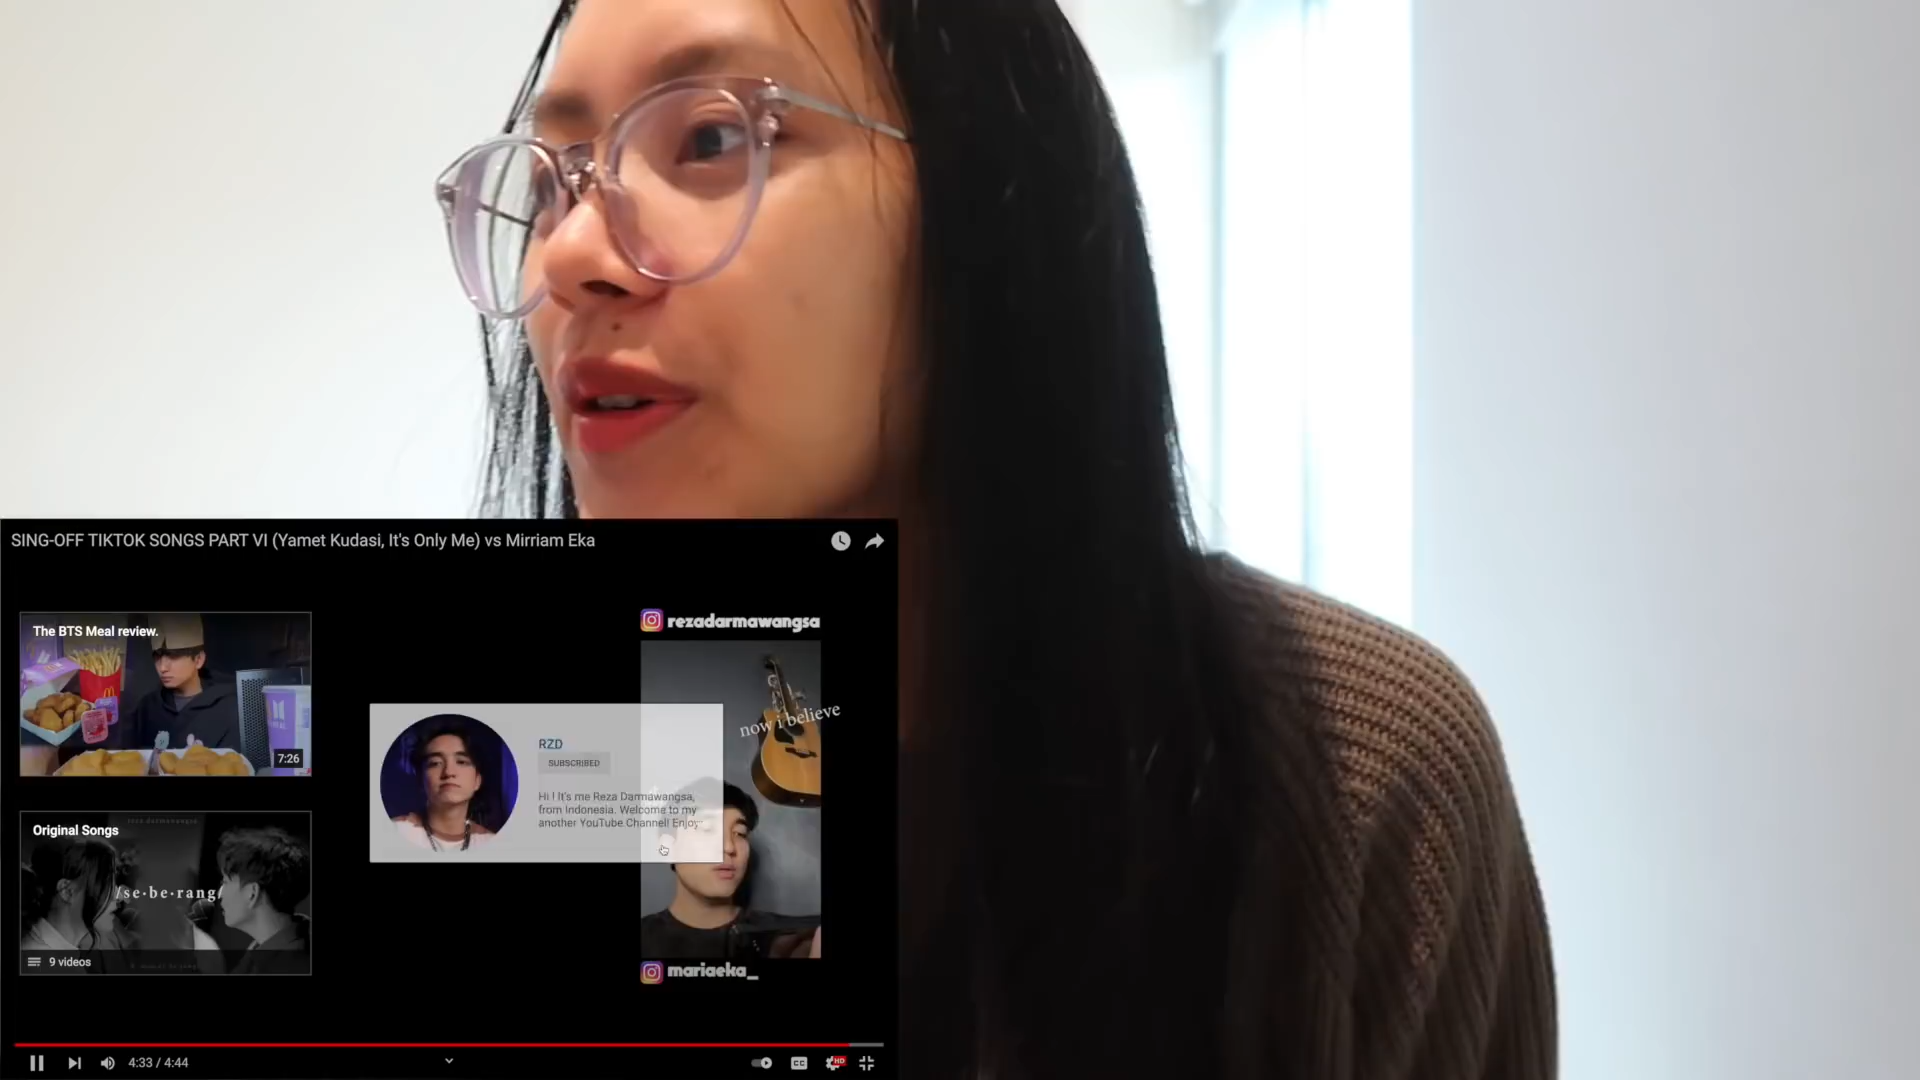 SING-OFF TIKTOK SONGS PART VI (Yamet Kudasi, It's Only Me) vs Mirriam Eka
The BTS Meal review.
7:26
Original Songs
/se·be·rang/
9 videos
RZD
SUBSCRIBED
Hi ! It's me Reza Darmawangsa,
from Indonesia. Welcome to my
another YouTube Channel! Enjoy
rezadarmawangsa
now i believe
mariaeka_
4:33 / 4:44
CC
HD